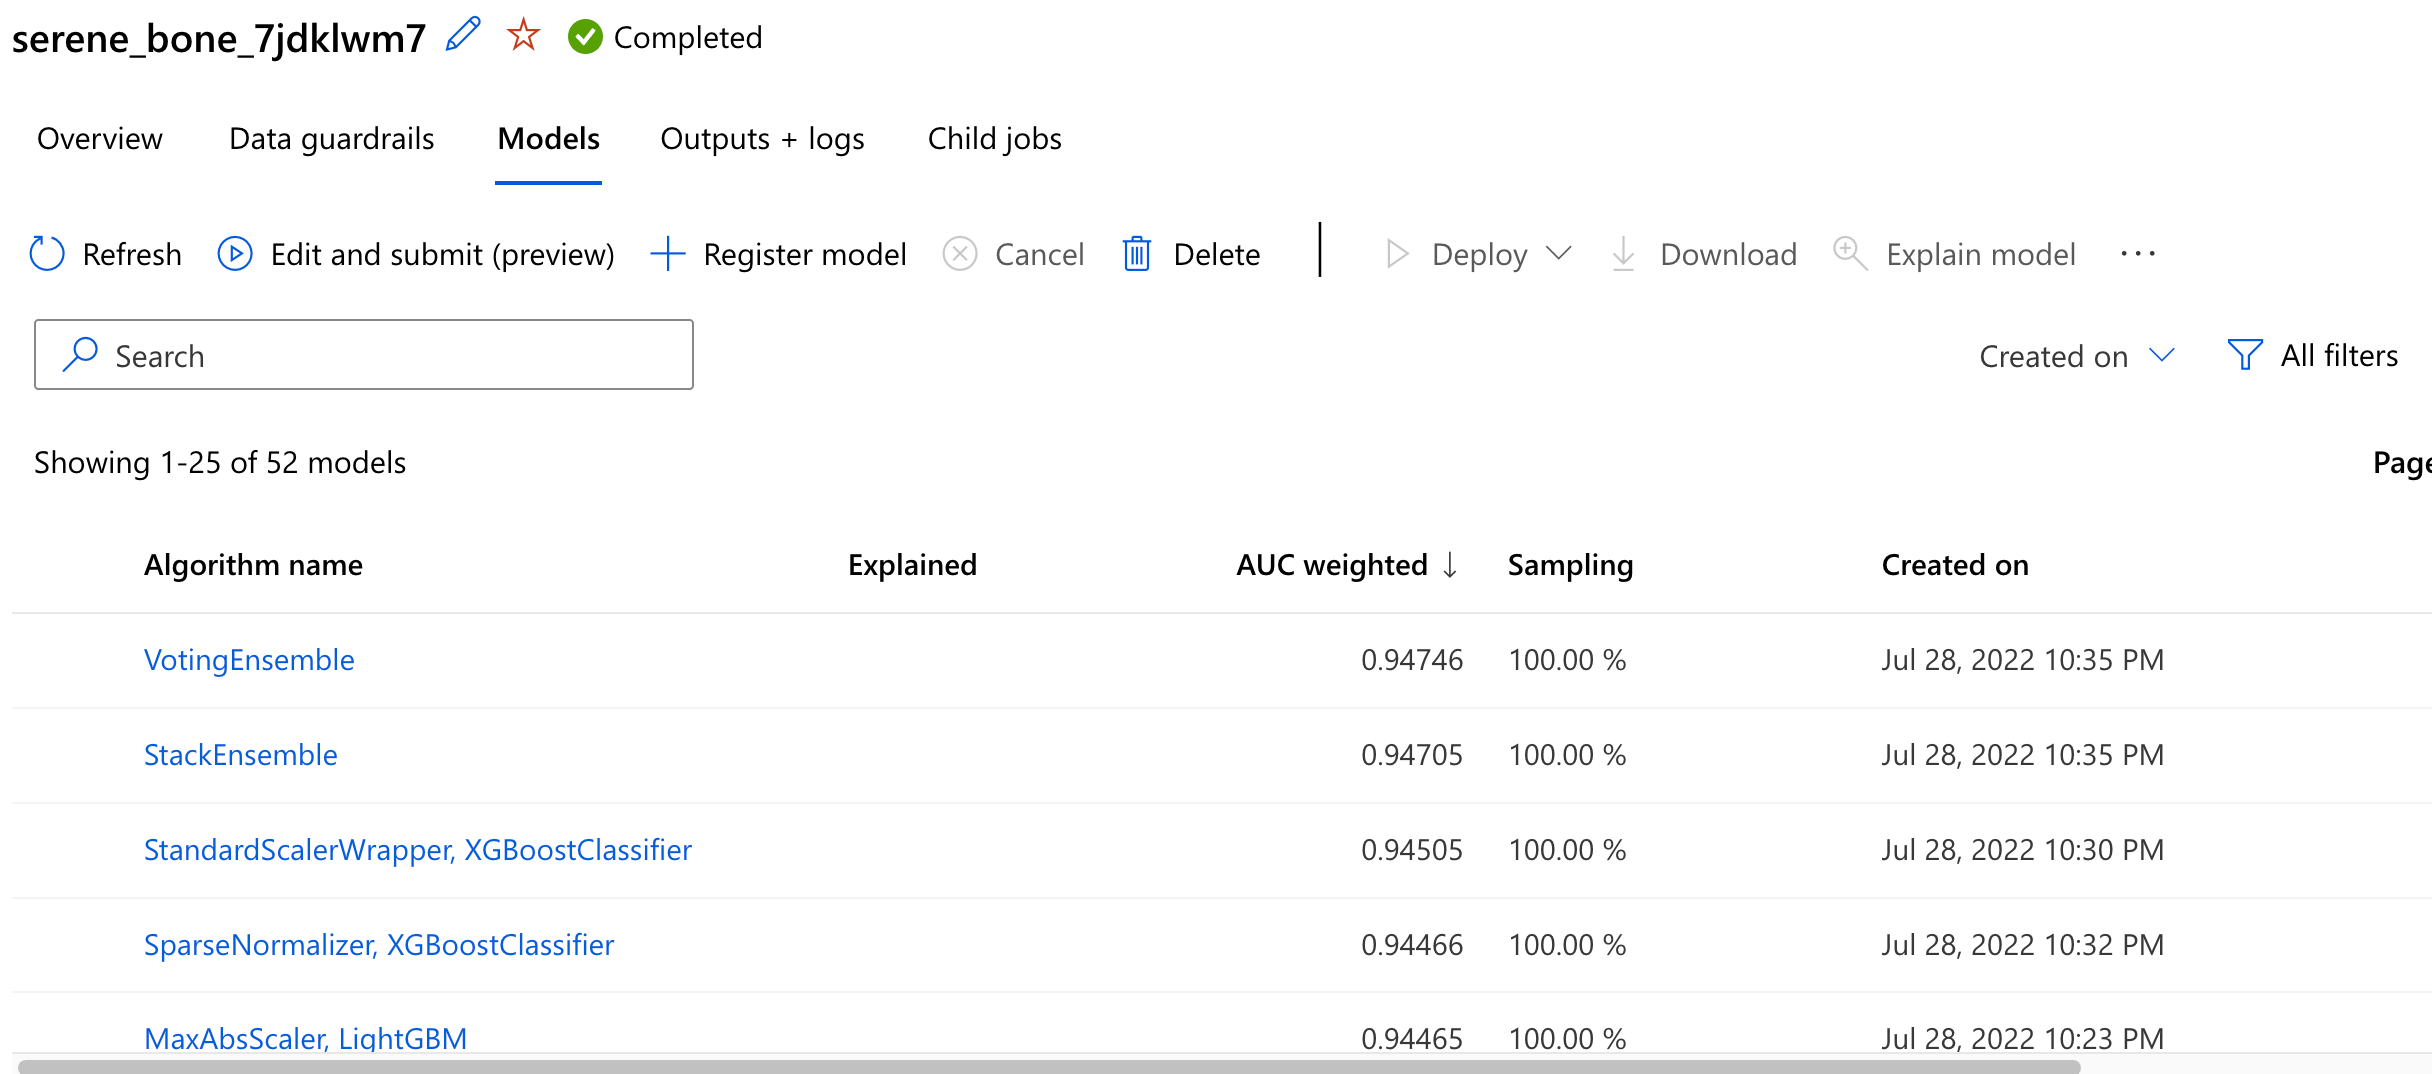 serene_bone_7jdklwm7 Completed
Overview Data guardrails Models Outputs + logs Child jobs
Refresh Edit and submit (preview) Register model Cancel Delete Deploy Download Explain model ...
Search Created on All filters
Showing 1-25 of 52 models Page
Algorithm name Explained AUC weighted ↓ Sampling Created on
VotingEnsemble 0.94746 100.00 % Jul 28, 2022 10:35 PM
StackEnsemble 0.94705 100.00 % Jul 28, 2022 10:35 PM
StandardScalerWrapper, XGBoostClassifier 0.94505 100.00 % Jul 28, 2022 10:30 PM
SparseNormalizer, XGBoostClassifier 0.94466 100.00 % Jul 28, 2022 10:32 PM
MaxAbsScaler, LightGBM 0.94465 100.00 % Jul 28, 2022 10:23 PM